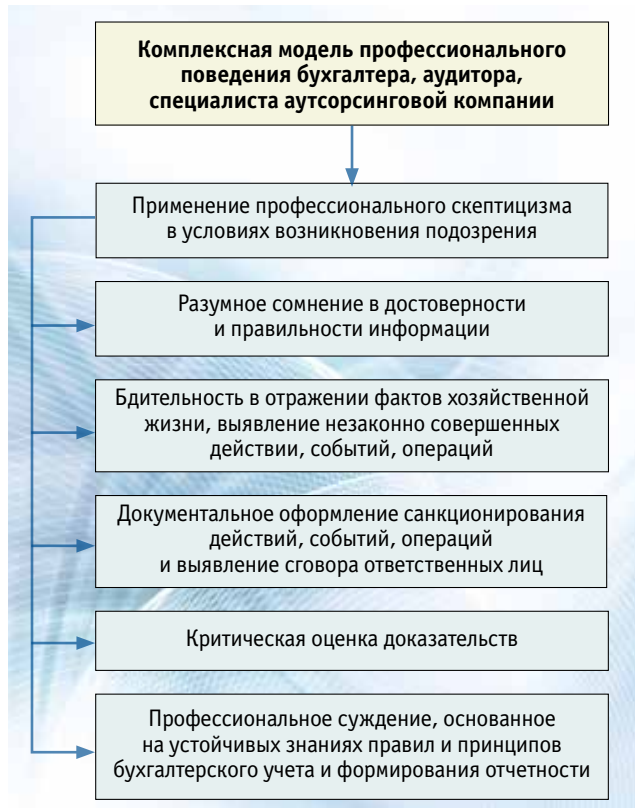 Комплексная модель профессионального
поведения бухгалтера, аудитора,
специалиста аутсорсинговой компании
Применение профессионального скептицизма
в условиях возникновения подозрения
Разумное сомнение в достоверности
и правильности информации
Бдительность в отражении фактов хозяйственной
жизни, выявление незаконно совершенных
действии, событий, операций
Документальное оформление санкционирования
действий, событий, операций
и выявление сговора ответственных лиц
Критическая оценка доказательств
Профессиональное суждение, основанное
на устойчивых знаниях правил и принципов
бухгалтерского учета и формирования отчетности